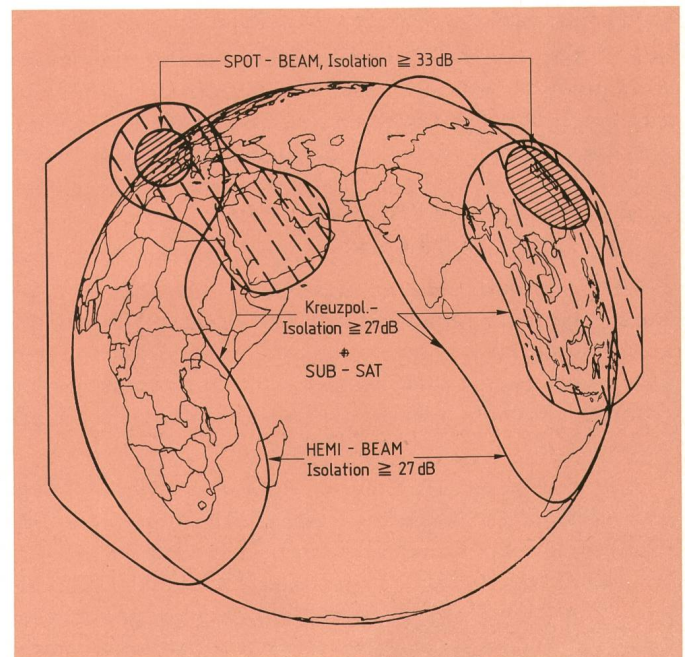 SPOT - BEAM, Isolation ≧ 33 dB
Kreuzpol.-
Isolation ≧ 27dB
SUB - SAT
HEMI - BEAM
Isolation ≧ 27 dB